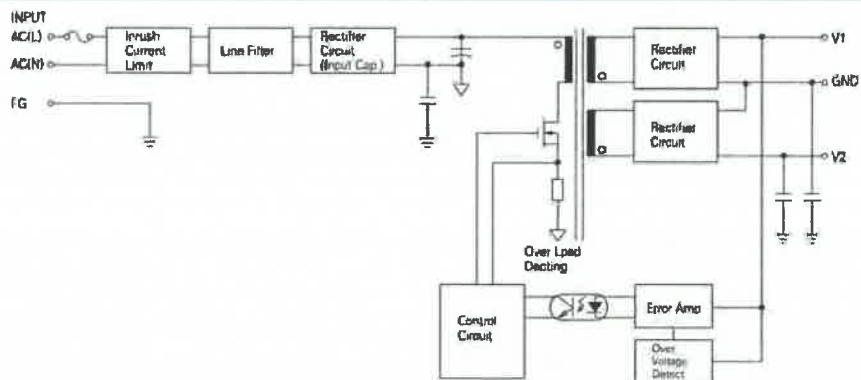 INPUT
AC(L)
AC(N)
FG
Inrush
Current
Limit
Line Filter
Rectifier
Circuit
(Input Cap.)
Rectifier
Circuit
Rectifier
Circuit
V1
GND
V2
Over Load
Decting
Control
Circuit
Error Amp
Over
Voltage
Detect